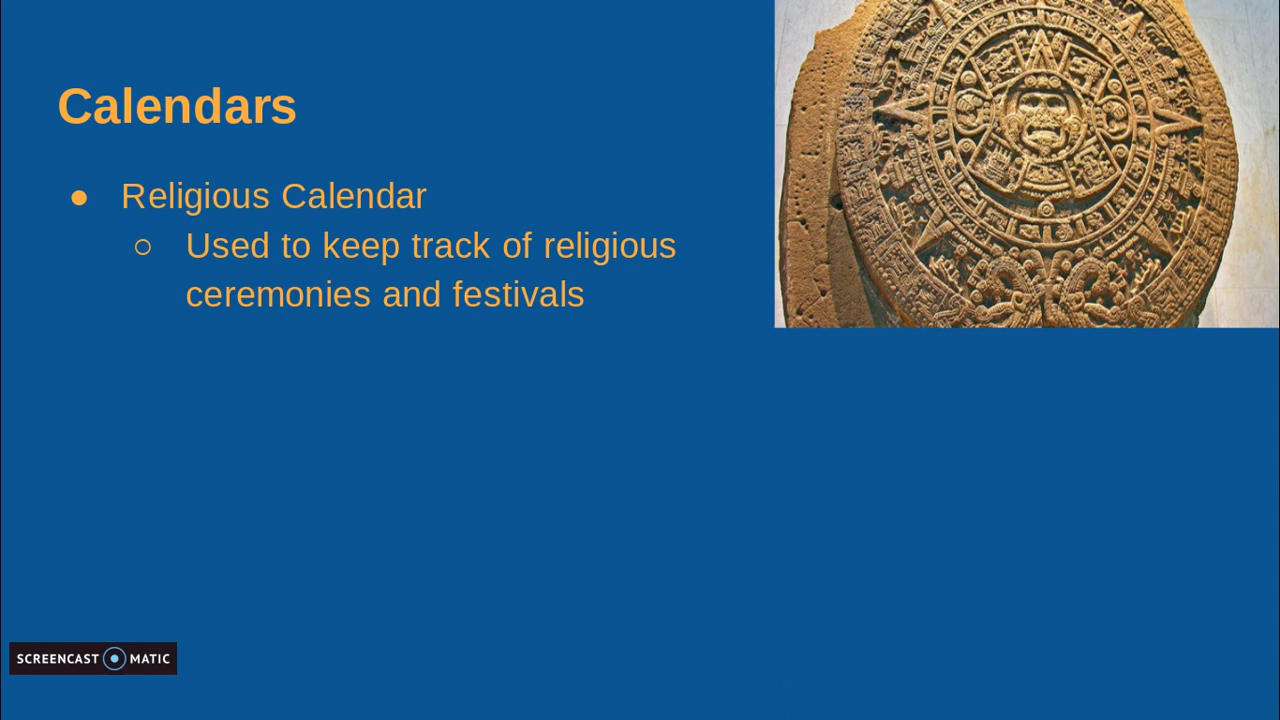 Calendars
● Religious Calendar
○ Used to keep track of religious
ceremonies and festivals
SCREENCAST MATIC